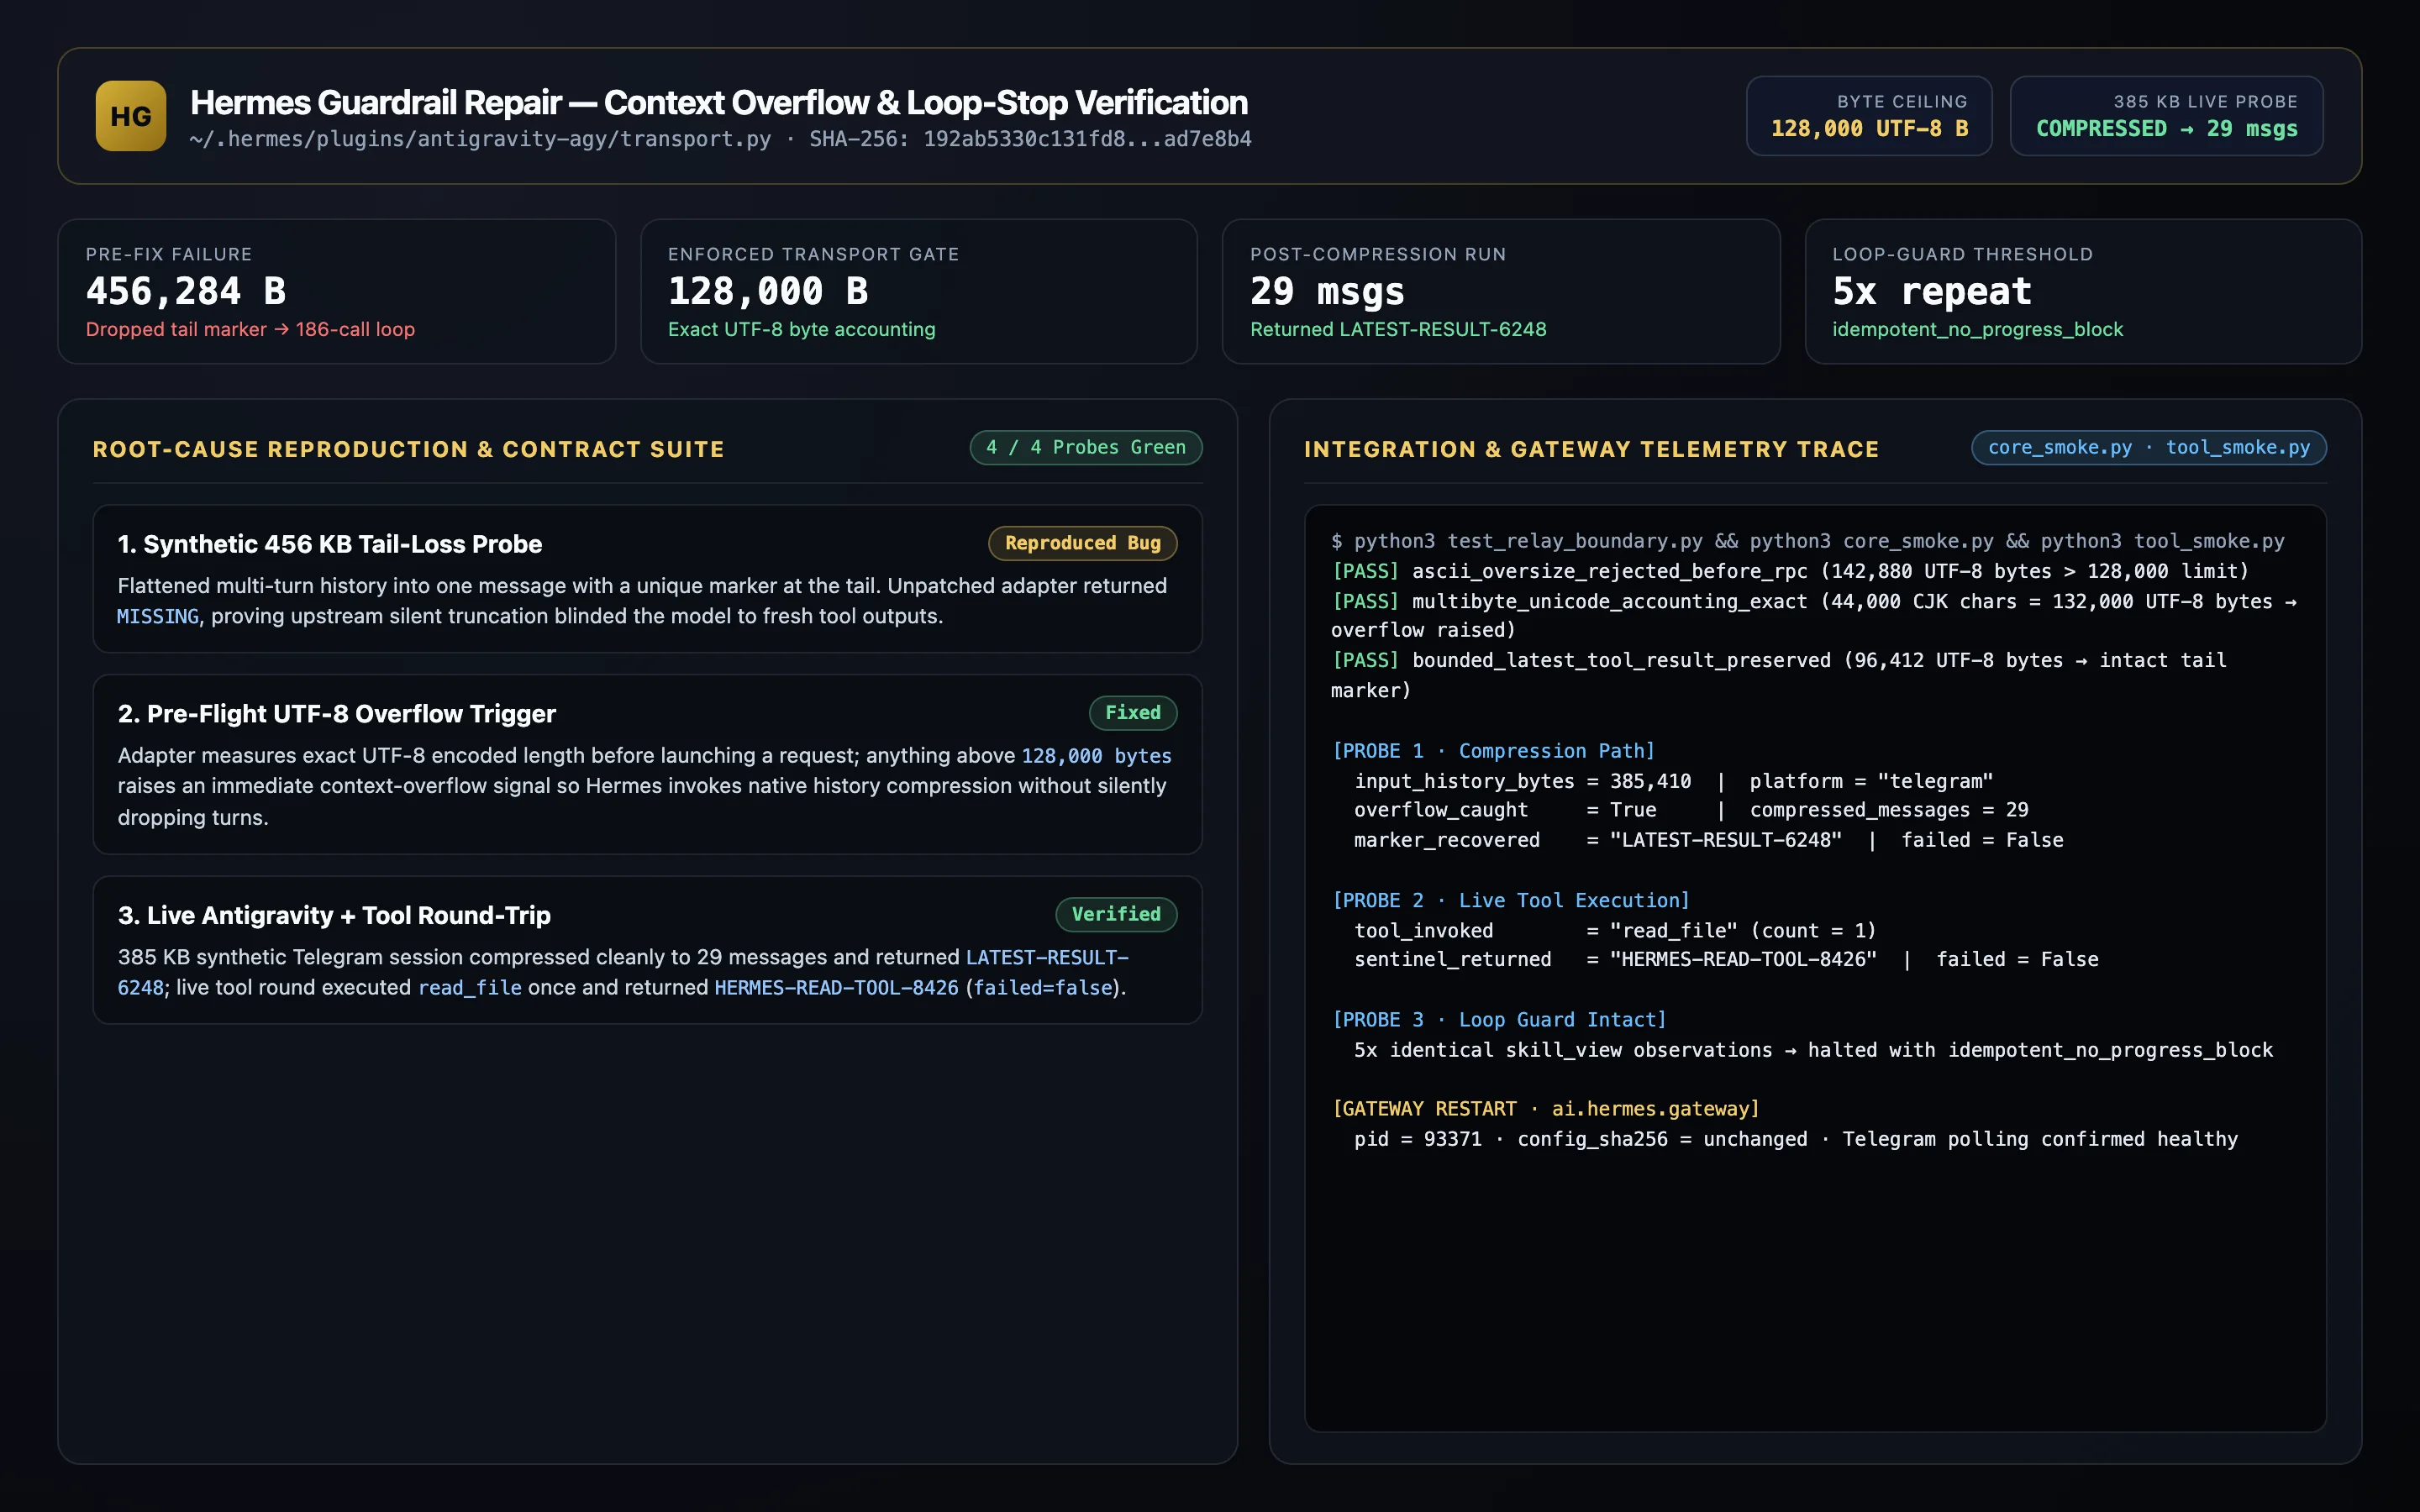 HG
Hermes Guardrail Repair — Context Overflow & Loop-Stop Verification
~/.hermes/plugins/antigravity-agy/transport.py · SHA-256: 192ab5330c131fd8...ad7e8b4
BYTE CEILING
128,000 UTF-8 B
385 KB LIVE PROBE
COMPRESSED → 29 msgs
PRE-FIX FAILURE
456,284 B
Dropped tail marker → 186-call loop
ENFORCED TRANSPORT GATE
128,000 B
Exact UTF-8 byte accounting
POST-COMPRESSION RUN
29 msgs
Returned LATEST-RESULT-6248
LOOP-GUARD THRESHOLD
5x repeat
idempotent_no_progress_block
ROOT-CAUSE REPRODUCTION & CONTRACT SUITE
4 / 4 Probes Green
1. Synthetic 456 KB Tail-Loss Probe
Reproduced Bug
Flattened multi-turn history into one message with a unique marker at the tail. Unpatched adapter returned
MISSING, proving upstream silent truncation blinded the model to fresh tool outputs.
2. Pre-Flight UTF-8 Overflow Trigger
Fixed
Adapter measures exact UTF-8 encoded length before launching a request; anything above 128,000 bytes
raises an immediate context-overflow signal so Hermes invokes native history compression without silently
dropping turns.
3. Live Antigravity + Tool Round-Trip
Verified
385 KB synthetic Telegram session compressed cleanly to 29 messages and returned LATEST-RESULT-
6248; live tool round executed read_file once and returned HERMES-READ-TOOL-8426 (failed=false).
INTEGRATION & GATEWAY TELEMETRY TRACE
core_smoke.py · tool_smoke.py
$ python3 test_relay_boundary.py && python3 core_smoke.py && python3 tool_smoke.py
[PASS] ascii_oversize_rejected_before_rpc (142,880 UTF-8 bytes > 128,000 limit)
[PASS] multibyte_unicode_accounting_exact (44,000 CJK chars = 132,000 UTF-8 bytes →
overflow raised)
[PASS] bounded_latest_tool_result_preserved (96,412 UTF-8 bytes → intact tail
marker)
[PROBE 1 · Compression Path]
input_history_bytes = 385,410 | platform = "telegram"
overflow_caught = True | compressed_messages = 29
marker_recovered = "LATEST-RESULT-6248" | failed = False
[PROBE 2 · Live Tool Execution]
tool_invoked = "read_file" (count = 1)
sentinel_returned = "HERMES-READ-TOOL-8426" | failed = False
[PROBE 3 · Loop Guard Intact]
5x identical skill_view observations → halted with idempotent_no_progress_block
[GATEWAY RESTART · ai.hermes.gateway]
pid = 93371 · config_sha256 = unchanged · Telegram polling confirmed healthy